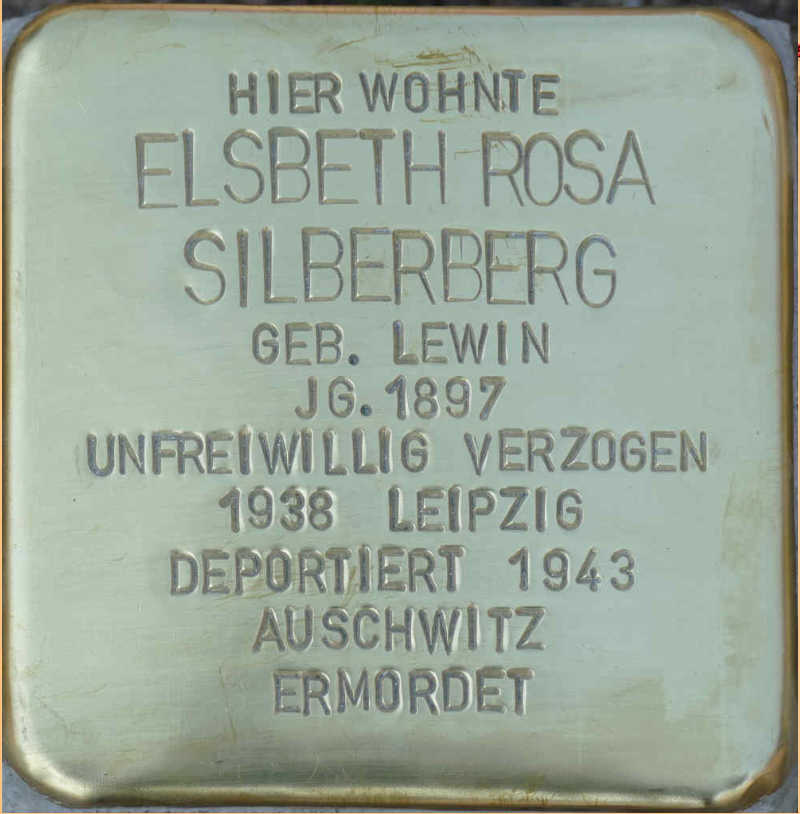 HIER WOHNTE
ELSBETH ROSA
SILBERBERG
GEB. LEWIN
JG. 1897
UNFREIWILLIG VERZOGEN
1938 LEIPZIG
DEPORTIERT 1943
AUSCHWITZ
ERMORDET